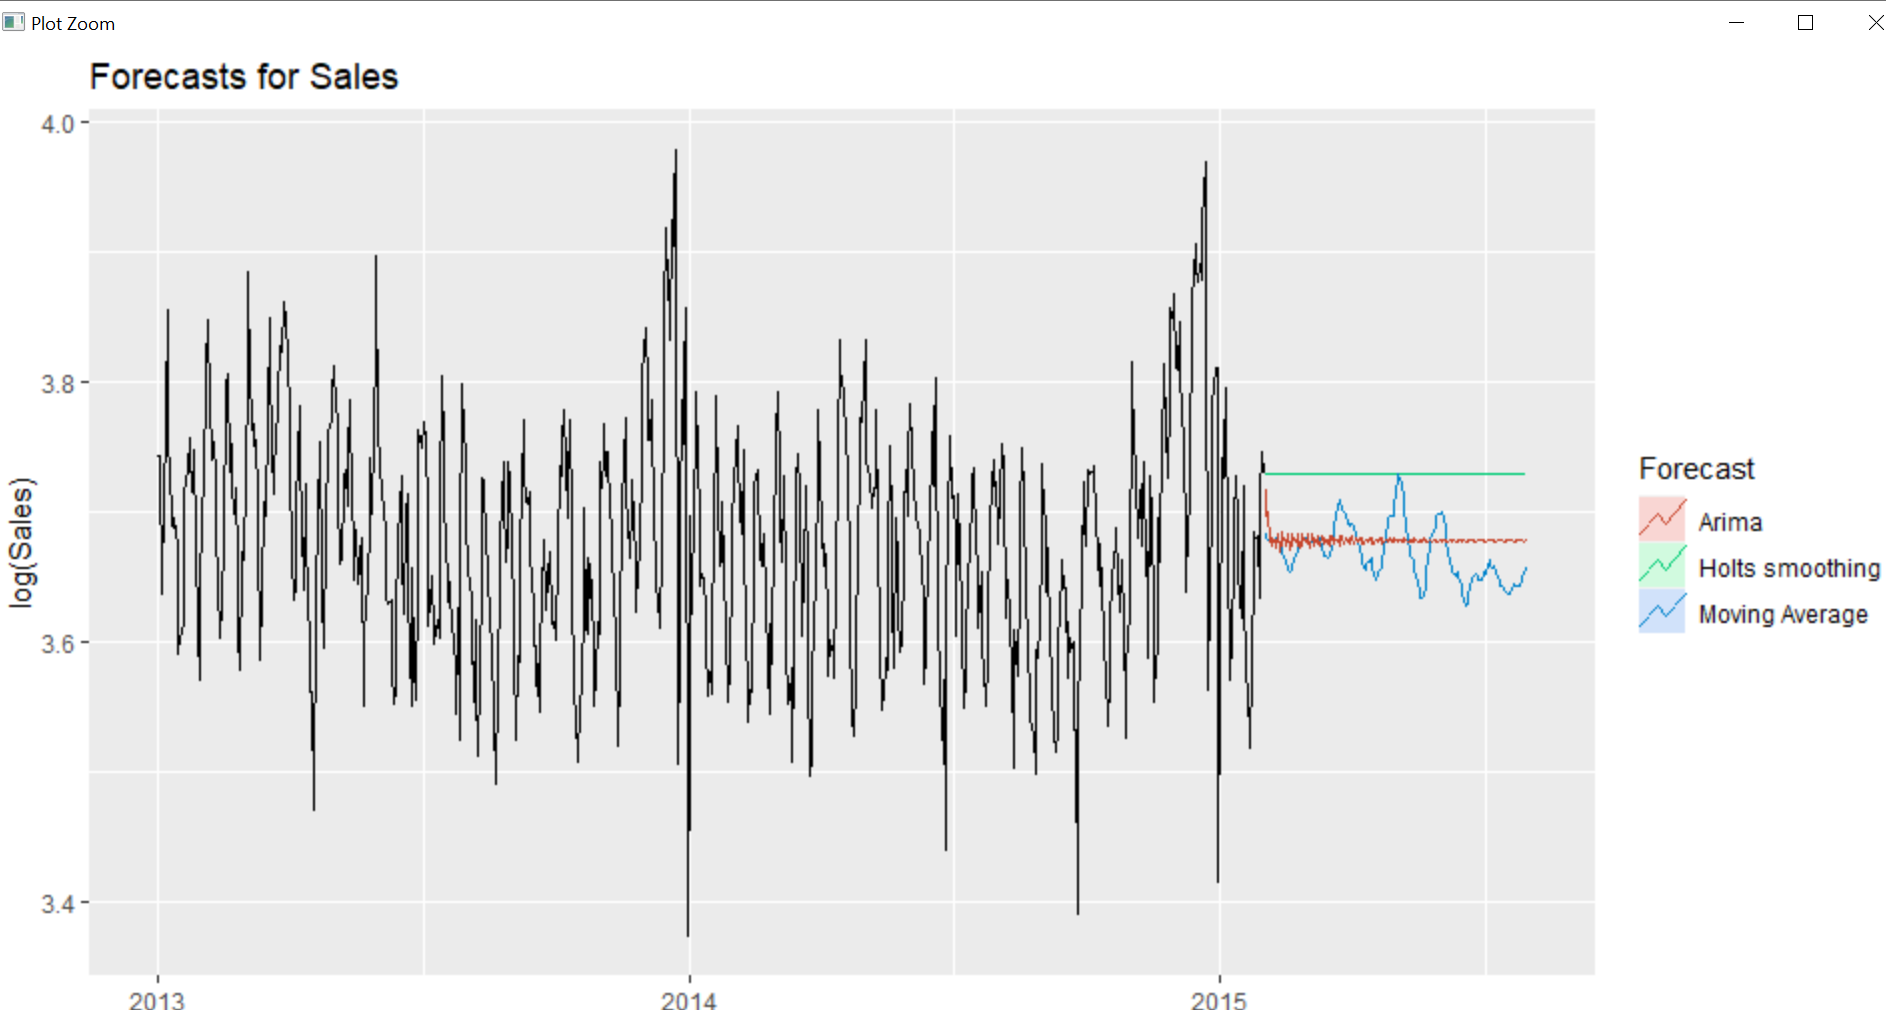 Plot Zoom
Forecasts for Sales
4.0
3.8
3.6
3.4
log(Sales)
2013
2014
2015
Forecast
Arima
Holts smoothing
Moving Average